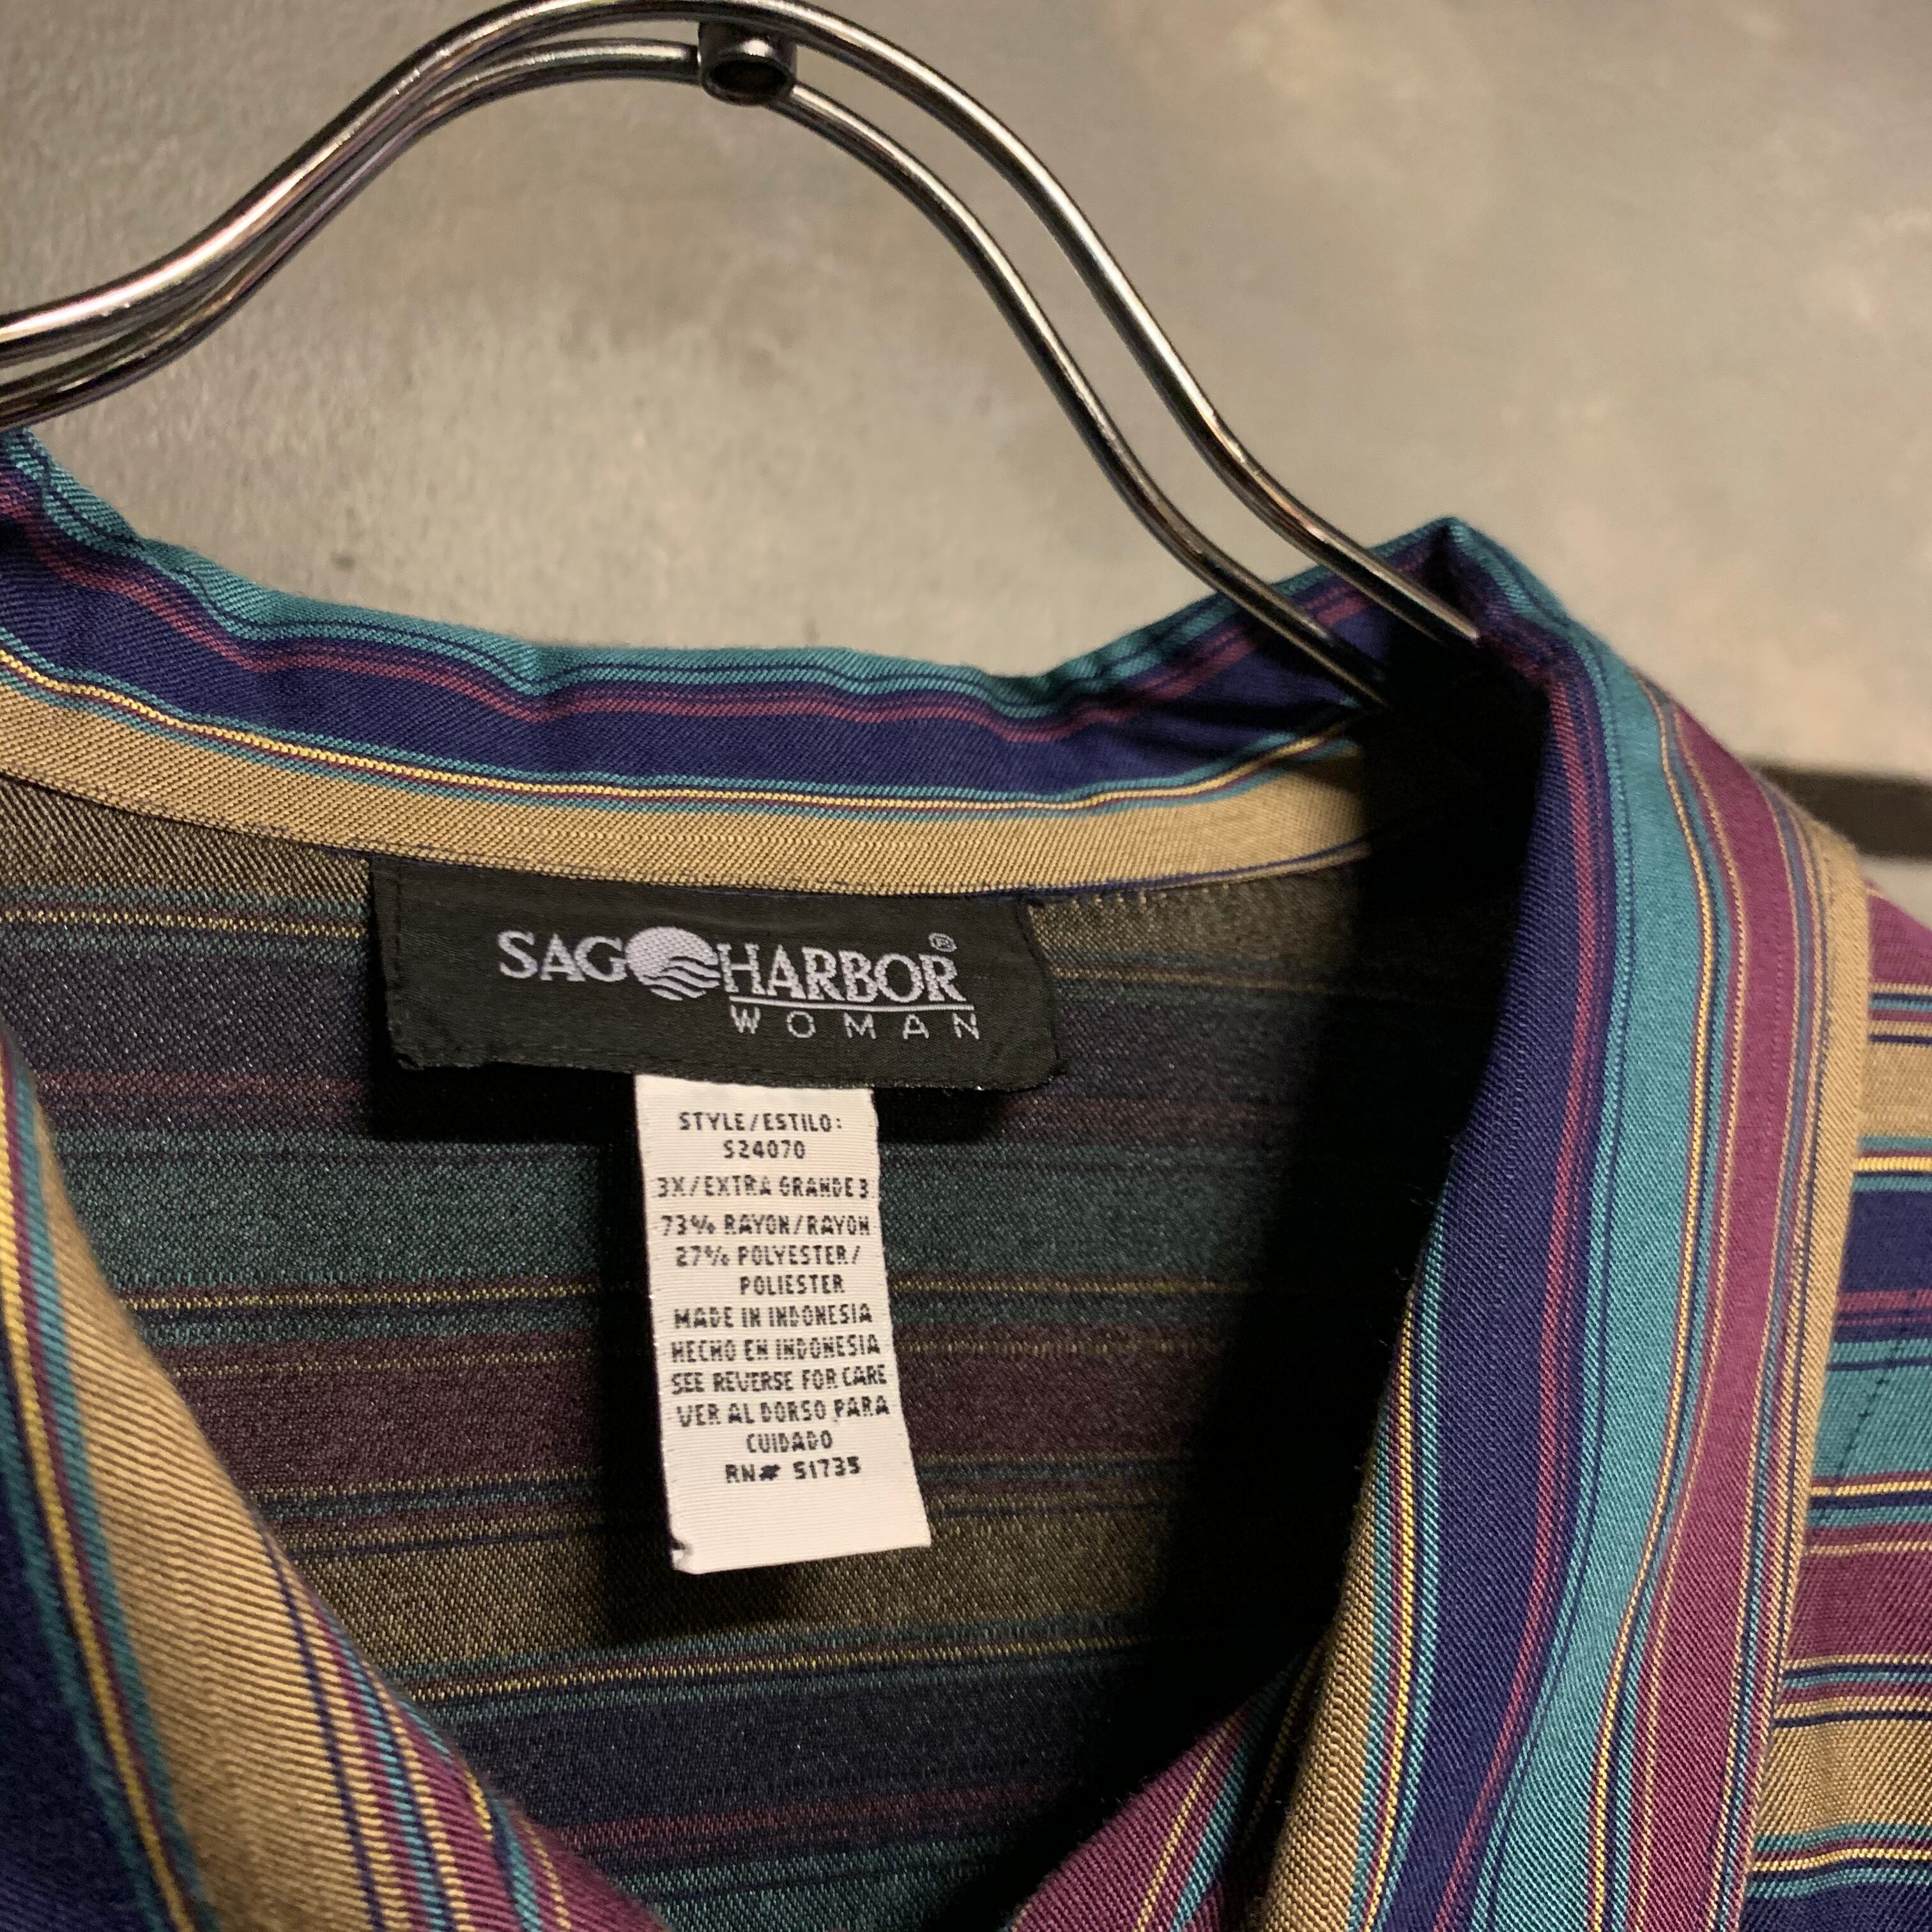 SAG HARBOR®
WOMAN
STYLE/ESTILO:
S24070
3X/EXTRA GRANDE 3
73% RAYON/RAYON
27% POLYESTER/
POLIESTER
MADE IN INDONESIA
HECHO EN INDONESIA
SEE REVERSE FOR CARE
VER AL DORSO PARA
CUIDADO
RN# 51735